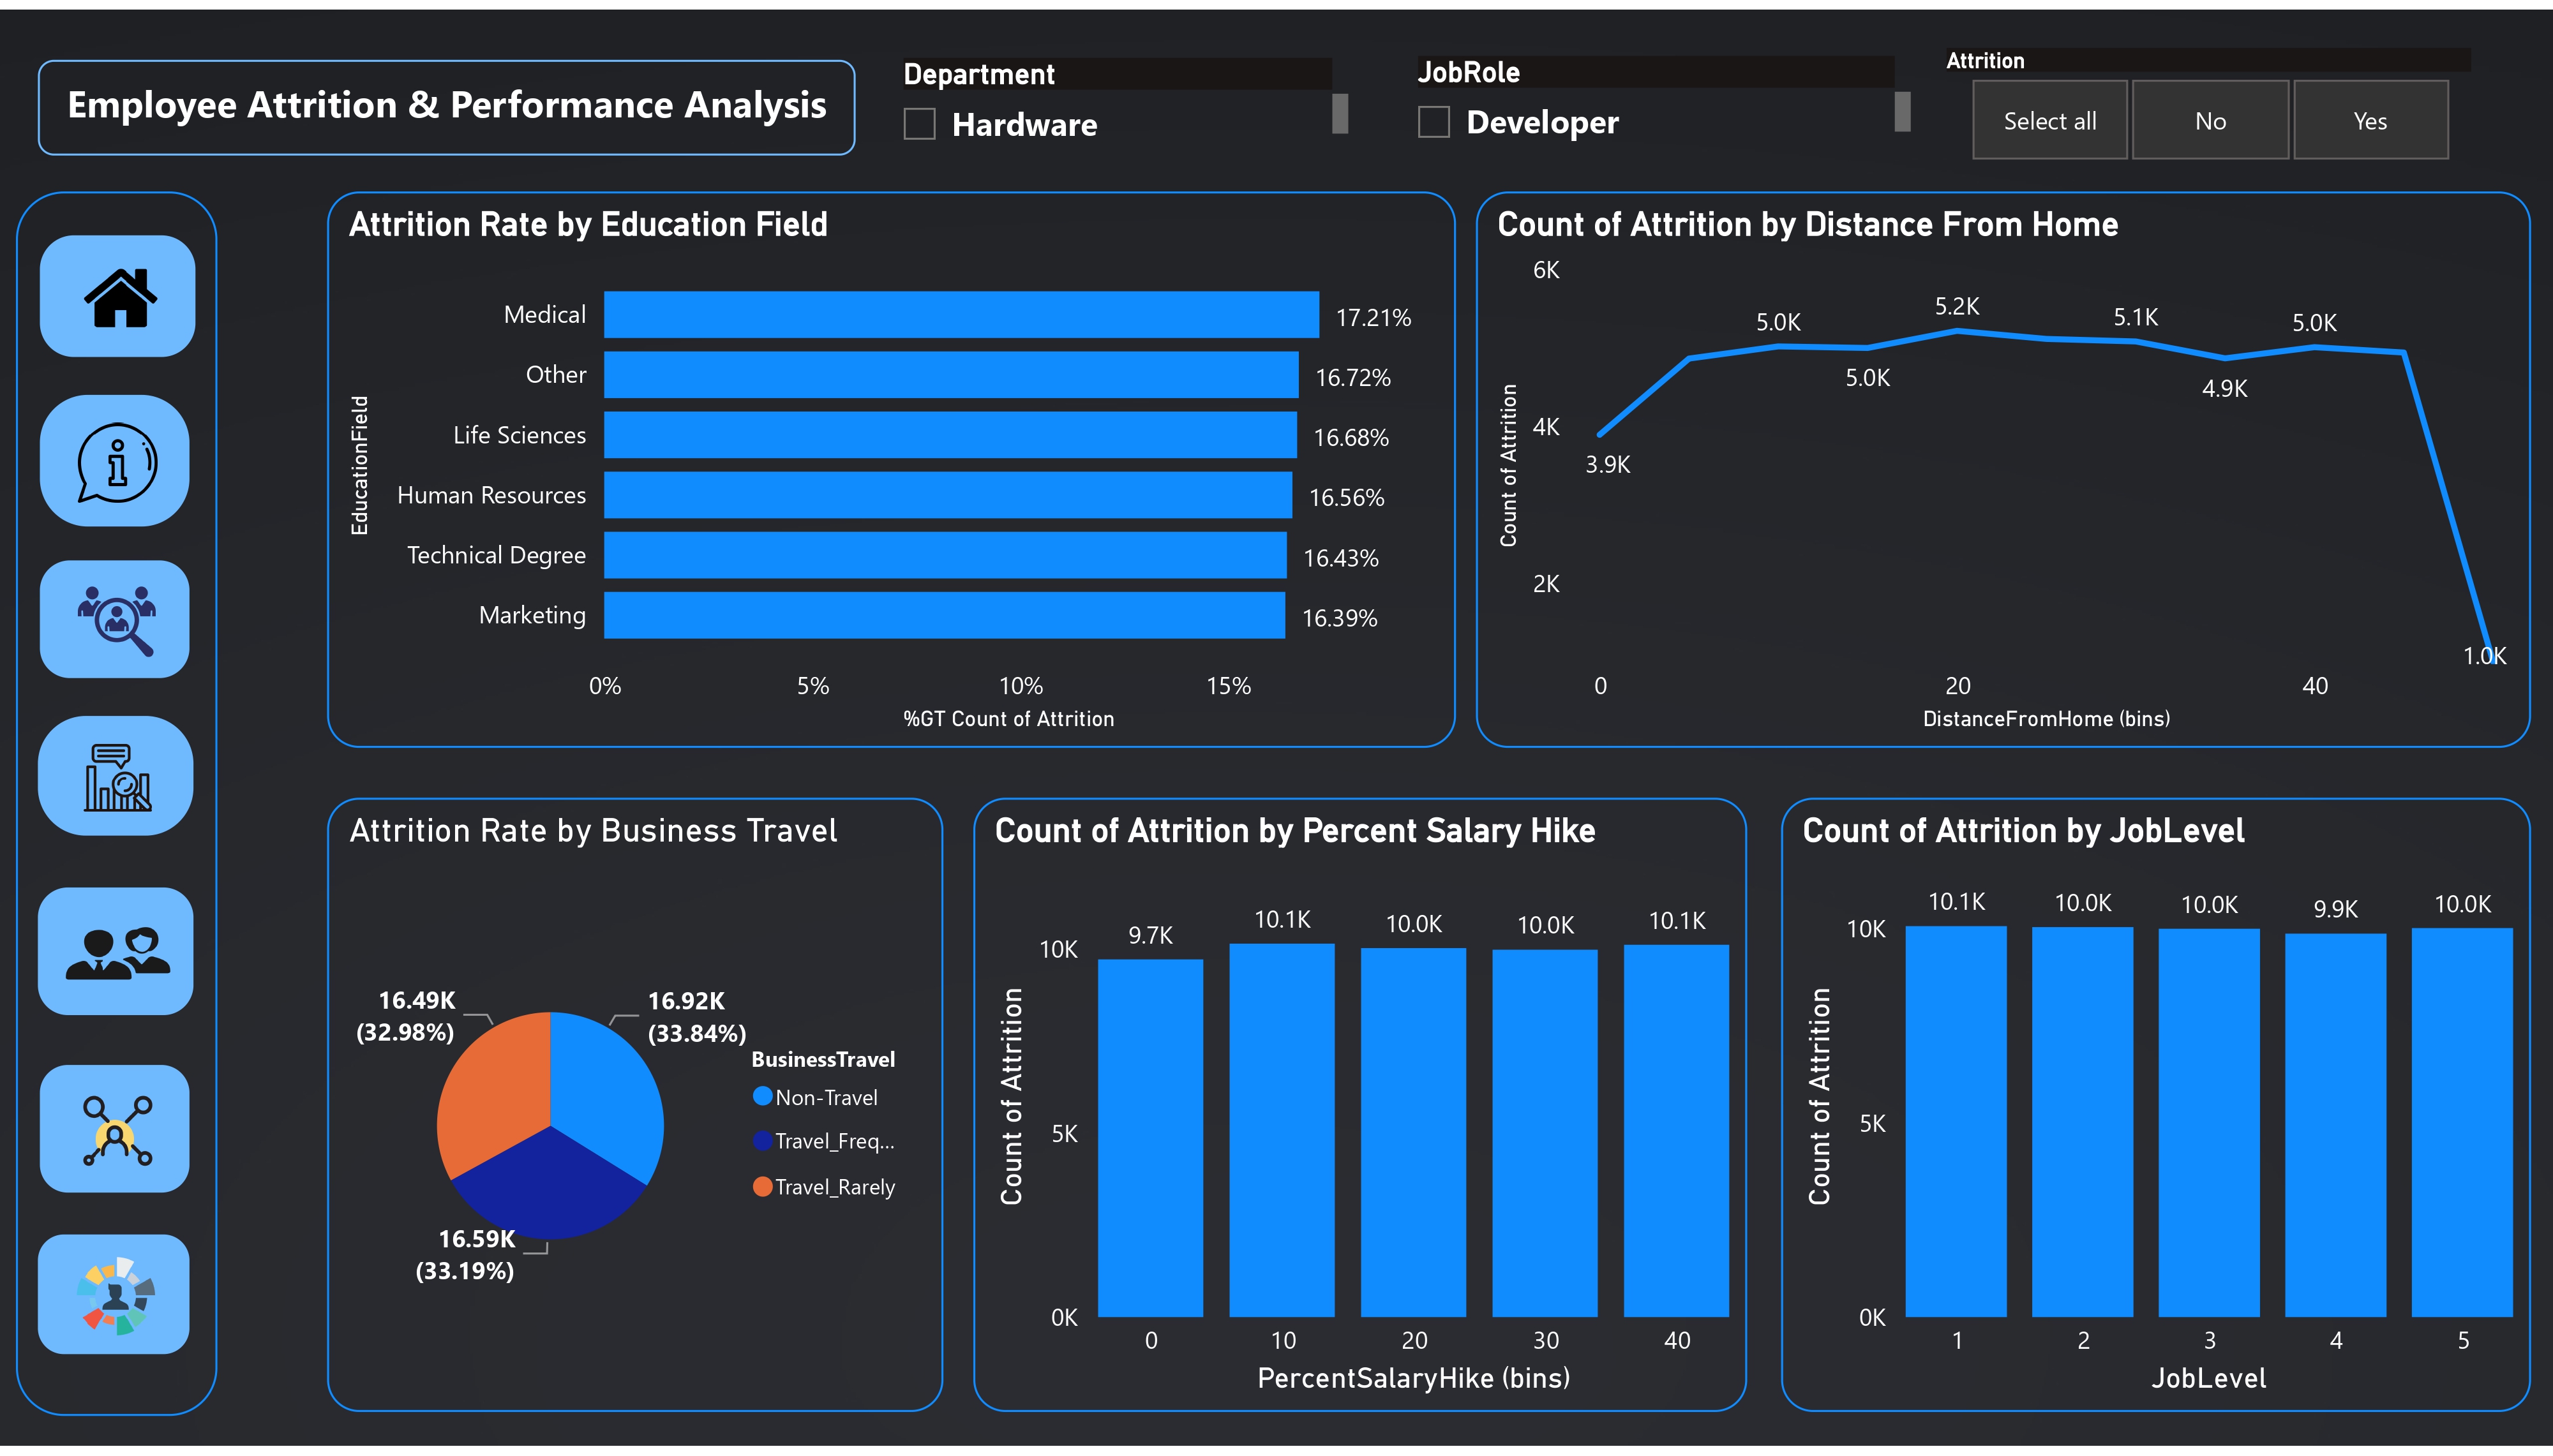 Employee Attrition & Performance Analysis
Department
Hardware
JobRole
Developer
Attrition
Select all
No
Yes
Attrition Rate by Education Field
EducationField
Medical
17.21%
Other
16.72%
Life Sciences
16.68%
Human Resources
16.56%
Technical Degree
16.43%
Marketing
16.39%
0%
5%
10%
15%
%GT Count of Attrition
Count of Attrition by Distance From Home
Count of Attrition
6K
4K
2K
3.9K
5.0K
5.0K
5.2K
5.1K
4.9K
5.0K
1.0K
0
20
40
DistanceFromHome (bins)
Attrition Rate by Business Travel
16.49K
(32.98%)
16.92K
(33.84%)
16.59K
(33.19%)
BusinessTravel
Non-Travel
Travel_Freq...
Travel_Rarely
Count of Attrition by Percent Salary Hike
Count of Attrition
10K
5K
0K
9.7K
10.1K
10.0K
10.0K
10.1K
0
10
20
30
40
PercentSalaryHike (bins)
Count of Attrition by JobLevel
Count of Attrition
10K
5K
0K
10.1K
10.0K
10.0K
9.9K
10.0K
1
2
3
4
5
JobLevel